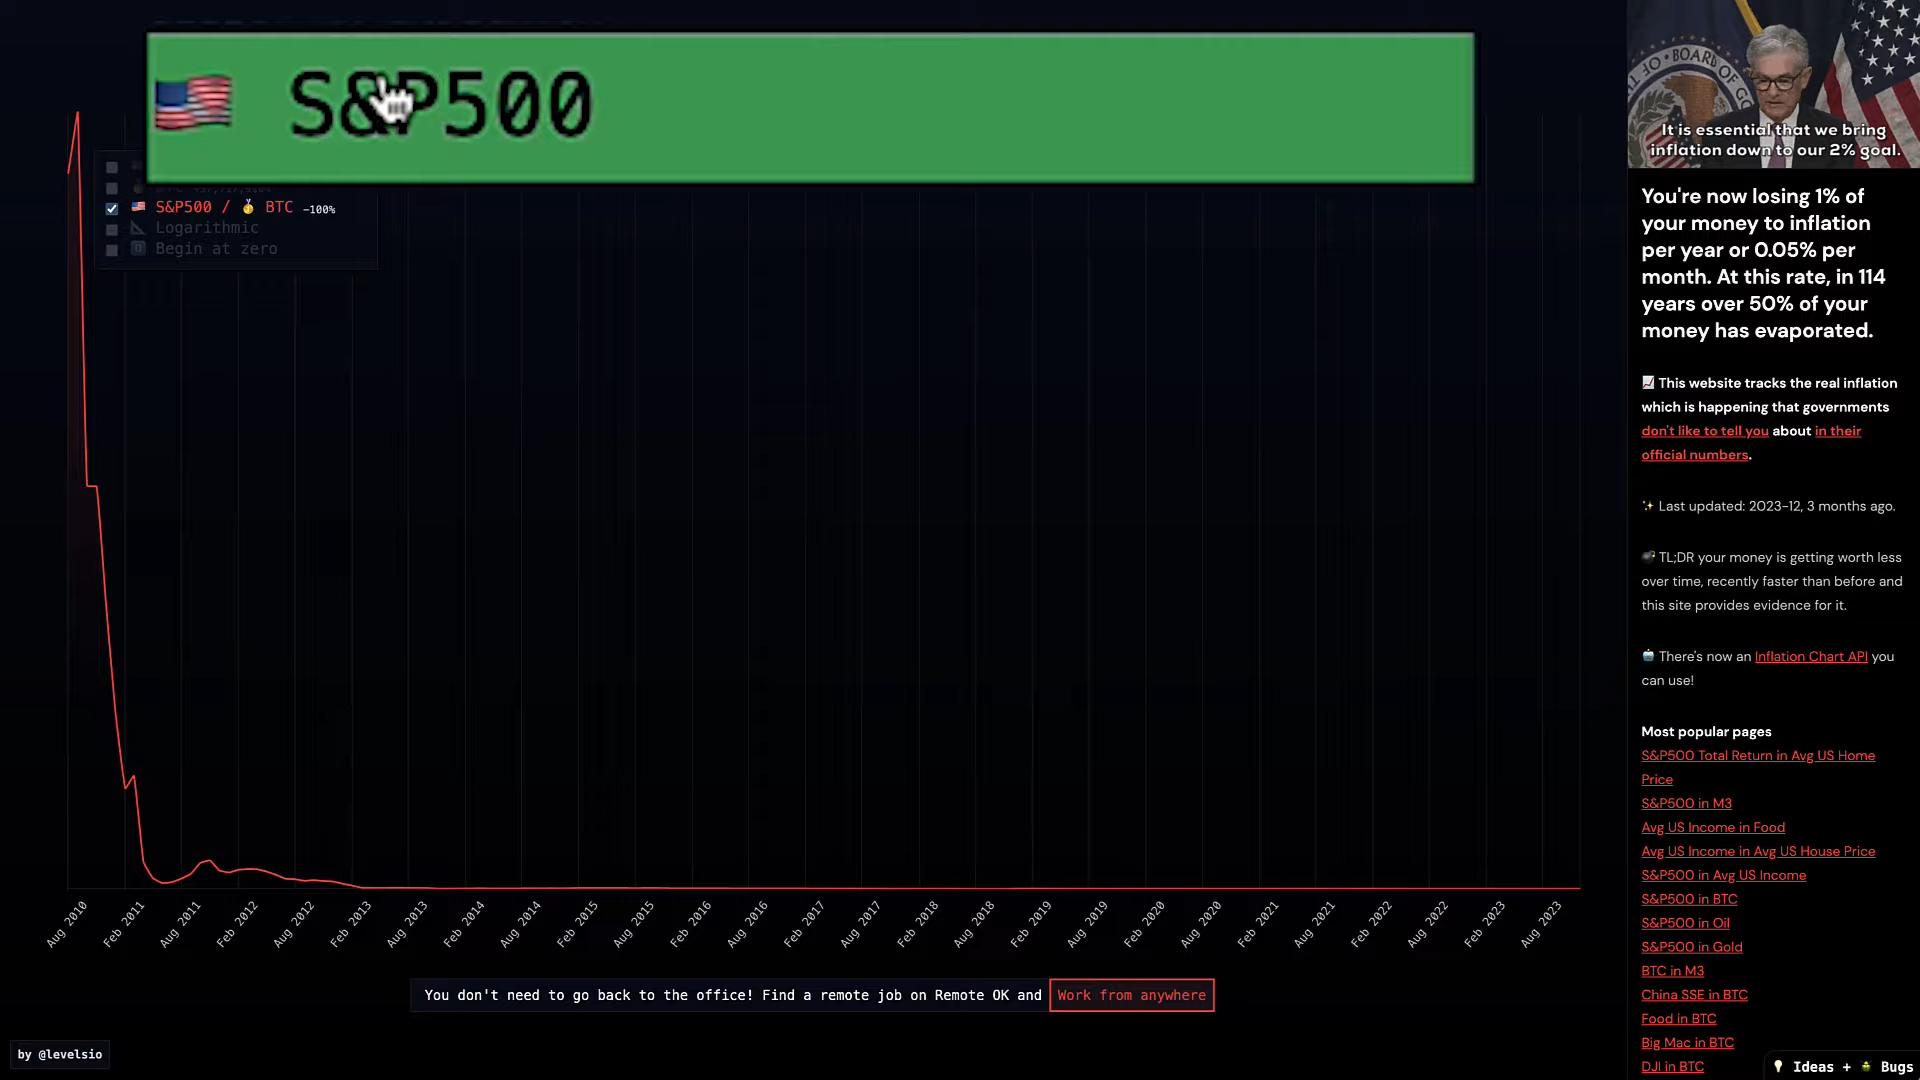 S&P500
S&P500 / BTC -100%
Logarithmic
Begin at zero
Aug 2010
Feb 2011
Aug 2011
Feb 2012
Aug 2012
Feb 2013
Aug 2013
Feb 2014
Aug 2014
Feb 2015
Aug 2015
Feb 2016
Aug 2016
Feb 2017
Aug 2017
Feb 2018
Aug 2018
Feb 2019
Aug 2019
Feb 2020
Aug 2020
Feb 2021
Aug 2021
Feb 2022
Aug 2022
Feb 2023
Aug 2023
You don't need to go back to the office! Find a remote job on Remote OK and Work from anywhere
by @levelsio
BOARD OF
It is essential that we bring
inflation down to our 2% goal.
You're now losing 1% of
your money to inflation
per year or 0.05% per
month. At this rate, in 114
years over 50% of your
money has evaporated.
This website tracks the real inflation
which is happening that governments
don't like to tell you about in their
official numbers.
Last updated: 2023-12, 3 months ago.
TL;DR your money is getting worth less
over time, recently faster than before and
this site provides evidence for it.
There's now an Inflation Chart API you
can use!
Most popular pages
S&P500 Total Return in Avg US Home
Price
S&P500 in M3
Avg US Income in Food
Avg US Income in Avg US House Price
S&P500 in Avg US Income
S&P500 in BTC
S&P500 in Oil
S&P500 in Gold
BTC in M3
China SSE in BTC
Food in BTC
Big Mac in BTC
DJI in BTC
Ideas + Bugs